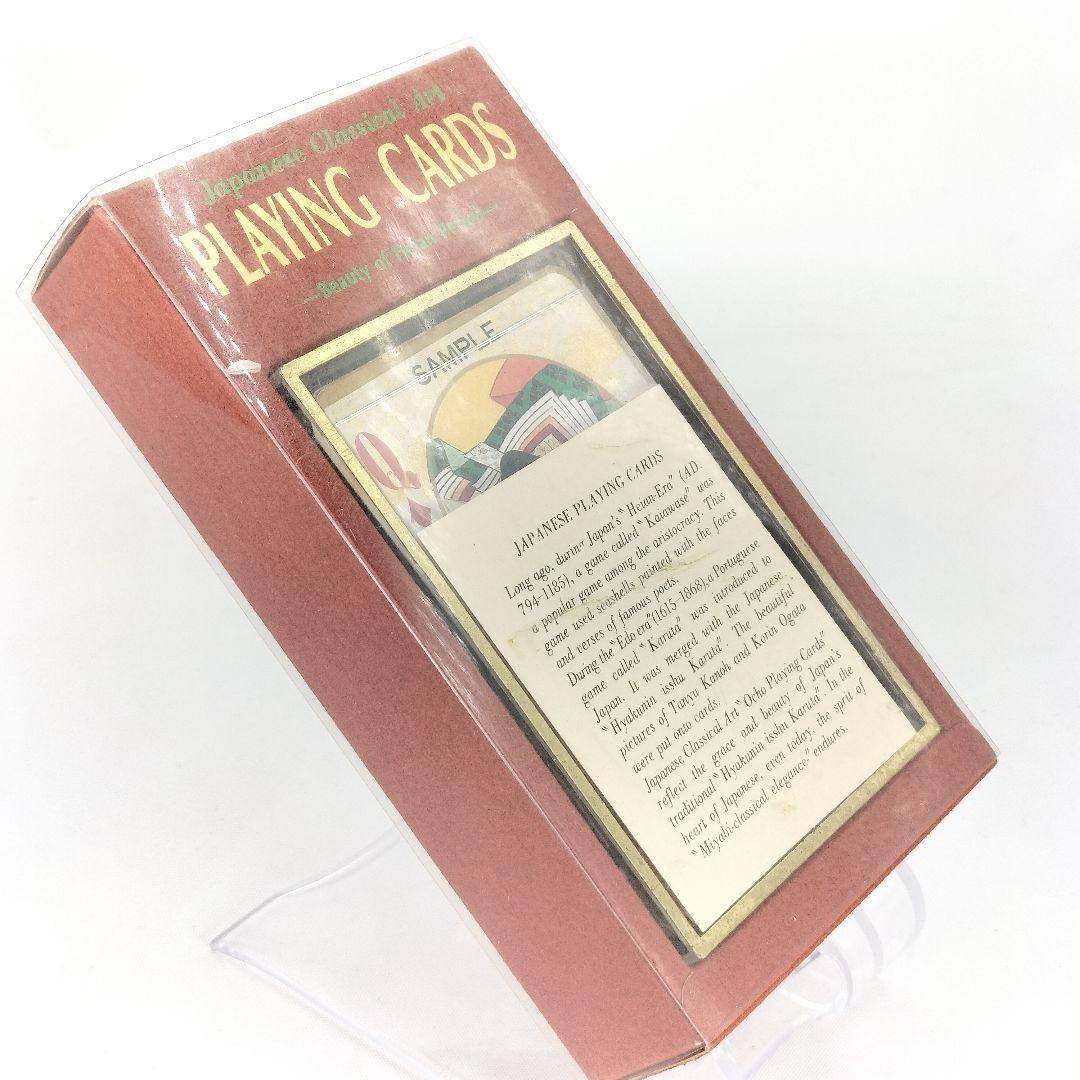 Japanese Classical Art
PLAYING CARDS
—Beauty of Heian Period—
SAMPLE
Q
JAPANESE PLAYING CARDS
Long ago, durin" Japan's "Heian-Era" (AD.
794-1185), a game called "Kaiawase" was
a popular game among the aristocracy. This
game used seashells painted with the faces
and verses of famous poets.
During the "Edo era" (1615-1868), a Portuguese
game called "Karuta" was introduced to
Japan. It was merged with the Japanese
"Hyakunin isshu Karuta". The beautiful
pictures of Tanyu Kanoh and Korin Ogata
were put onto cards.
Japanese Classical Art "Ocho Playing Cards"
reflect the grace and beauty of Japan's
traditional "Hyakunin isshu Karuta". In the
heart of Japanese, even today, the sprit of
"Miyabi-classical elegance-" endures.